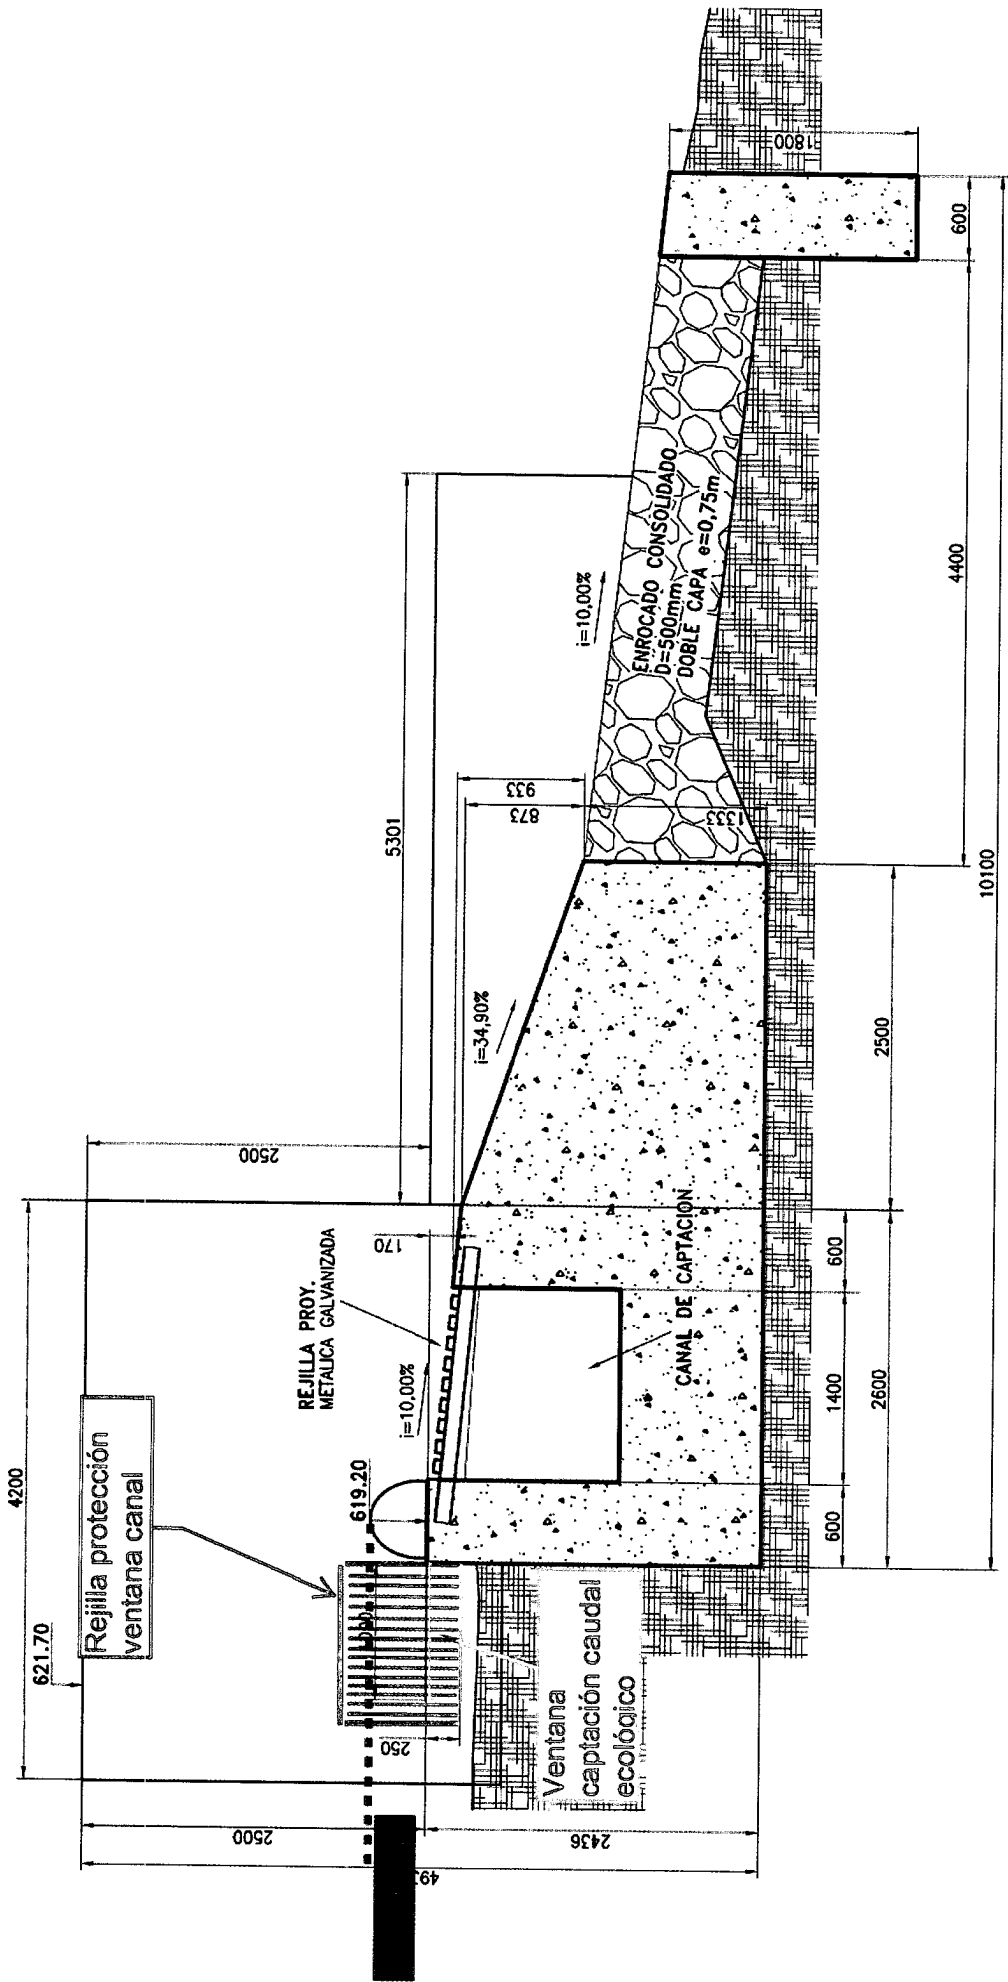 4200
621.70
Rejilla protección
ventana canal
2500
5301
REJILLA PROY.
METALICA GALVANIZADA
i=10,00%
619.20
170
i=34,90%
933
873
1333
i=10,00%
ENROCADO CONSOLIDADO
D=500mm
DOBLE CAPA e=0,75m
1800
250
2500
2436
Ventana
captación caudal
ecológico
CANAL DE CAPTACION
600
1400
600
2600
2500
4400
600
10100